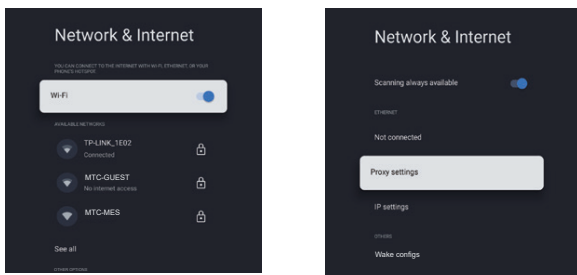 Network & Internet
YOU CAN CONNECT TO THE INTERNET WITH WI-FI, ETHERNET, OR YOUR
PHONE'S HOTSPOT
Wi-Fi
AVAILABLE NETWORKS
TP-LINK_1E02
Connected
MTC-GUEST
No internet access
MTC-MES
See all
OTHER OPTIONS
Network & Internet
Scanning always available
ETHERNET
Not connected
Proxy settings
IP settings
OTHERS
Wake configs